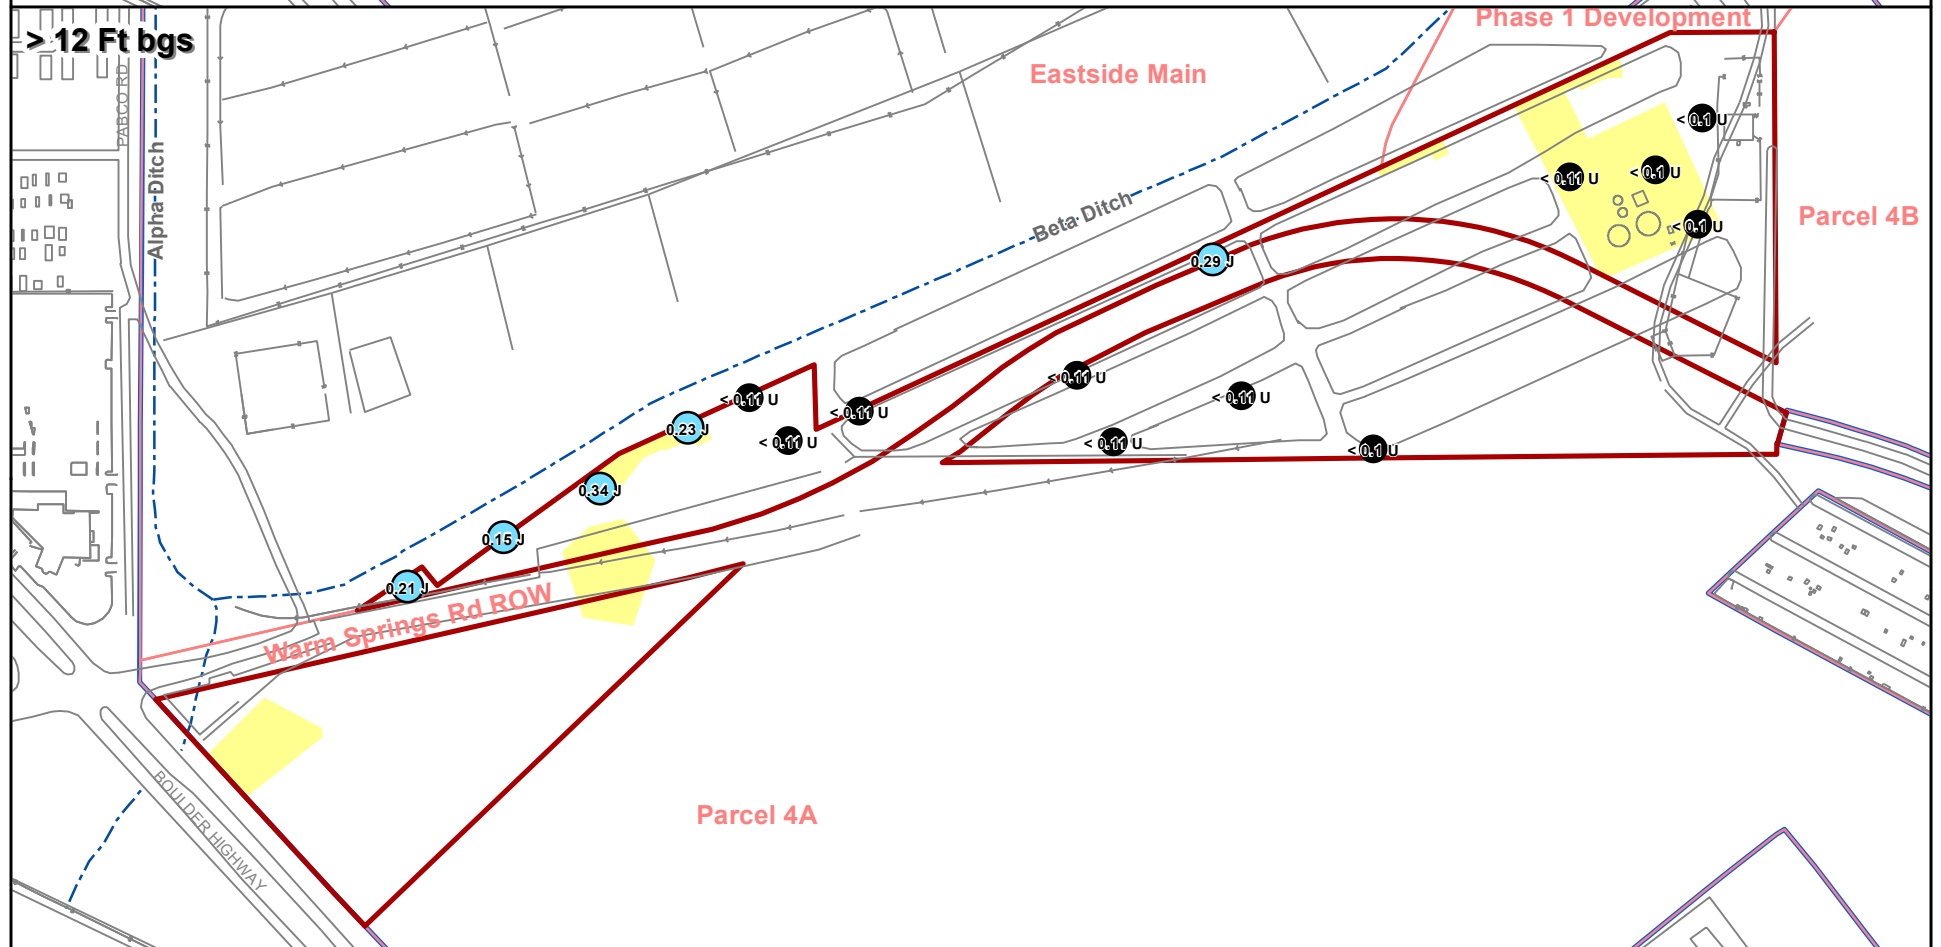 Phase 1 Development
> 12 Ft bgs
Eastside Main
PABCO RD
< 0.1 U
Alpha Ditch
< 0.11 U
< 0.1 U
Beta Ditch
Parcel 4B
< 0.1 U
0.29 J
< 0.11 U
< 0.11 U
< 0.11 U
< 0.11 U
0.23 J
< 0.11 U
< 0.11 U
< 0.1 U
0.34 J
0.15 J
0.21 J
Warm Springs Rd ROW
Parcel 4A
BOULDER HIGHWAY